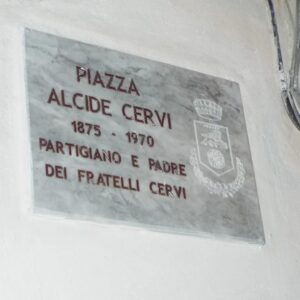 PIAZZA
ALCIDE CERVI
1875 - 1970
PARTIGIANO E PADRE
DEI FRATELLI CERVI